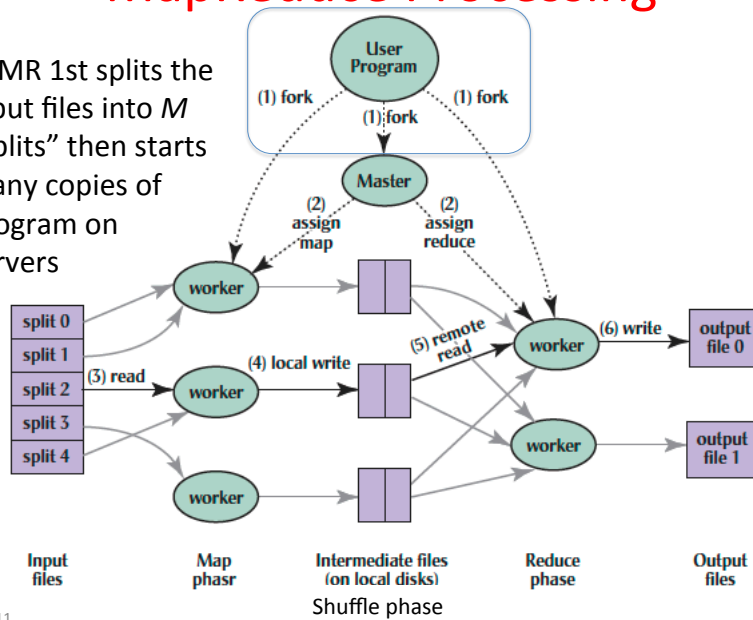 MapReduce Processing
MR 1st splits the
put files into M
plits” then starts
any copies of
ogram on
rvers
User
Program
(1) fork
(1) fork
(1) fork
Master
(2)
assign
map
(2)
assign
reduce
worker
split 0
split 1
split 2
split 3
split 4
(3) read
worker
(4) local write
(5) remote
read
worker
(6) write
output
file 0
worker
output
file 1
worker
Input
files
Map
phasr
Intermediate files
(on local disks)
Reduce
phase
Output
files
Shuffle phase